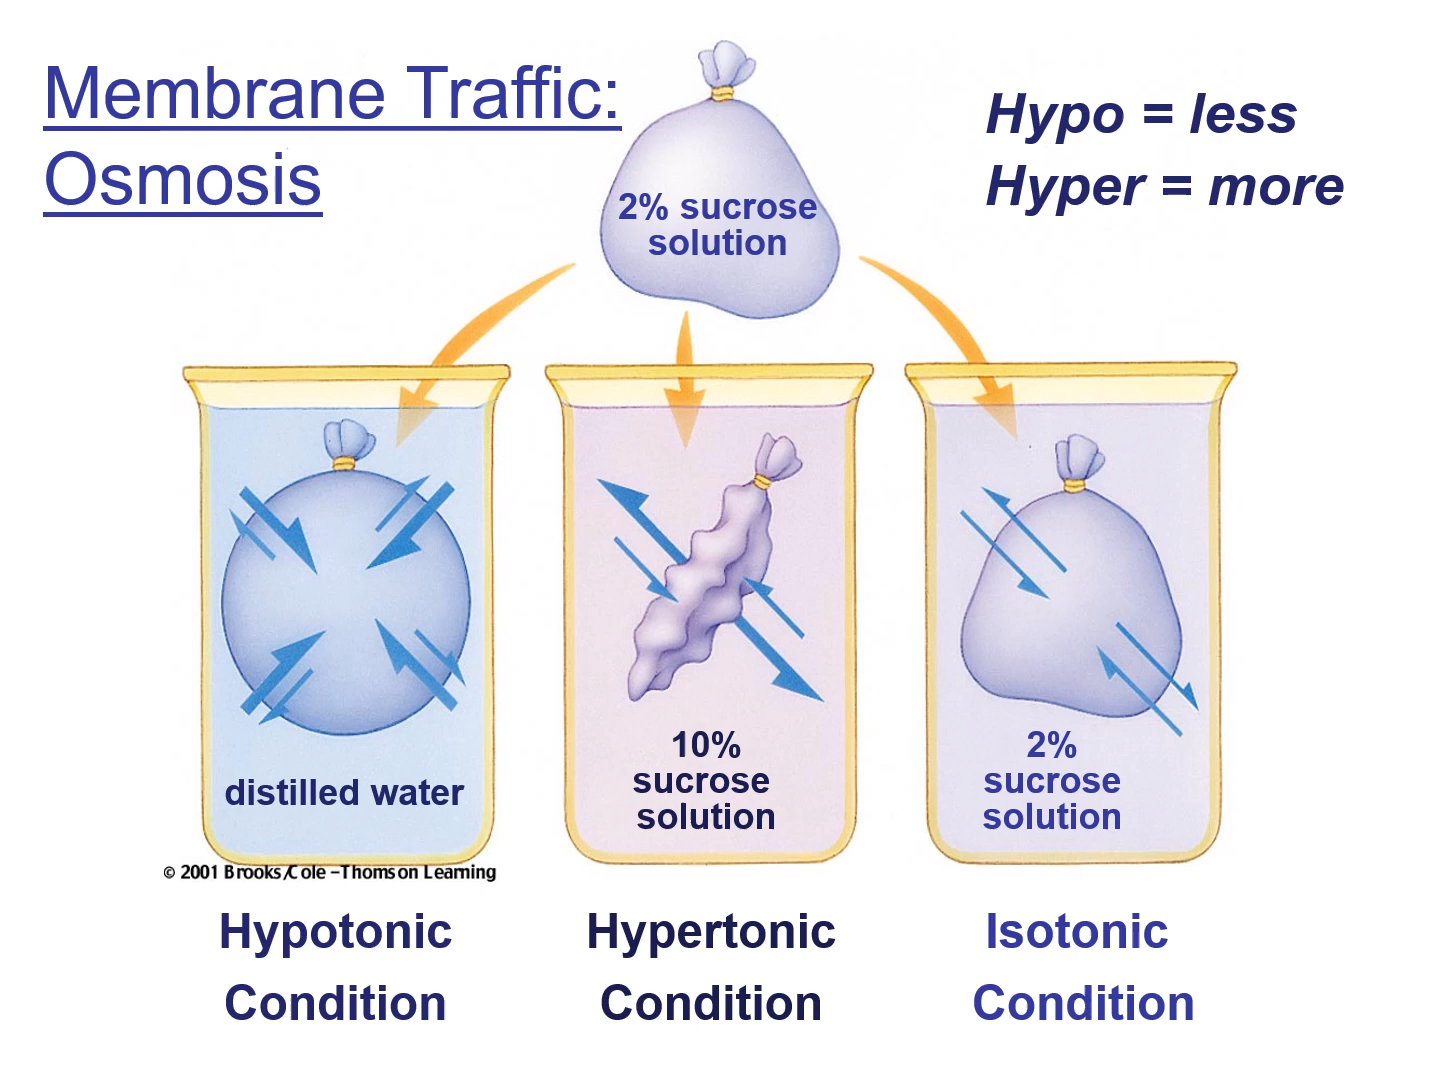 Membrane Traffic:
Osmosis
Hypo = less
Hyper = more
2% sucrose
solution
distilled water
10%
sucrose
solution
2%
sucrose
solution
© 2001 Brooks/Cole – Thomson Learning
Hypotonic
Condition
Hypertonic
Condition
Isotonic
Condition